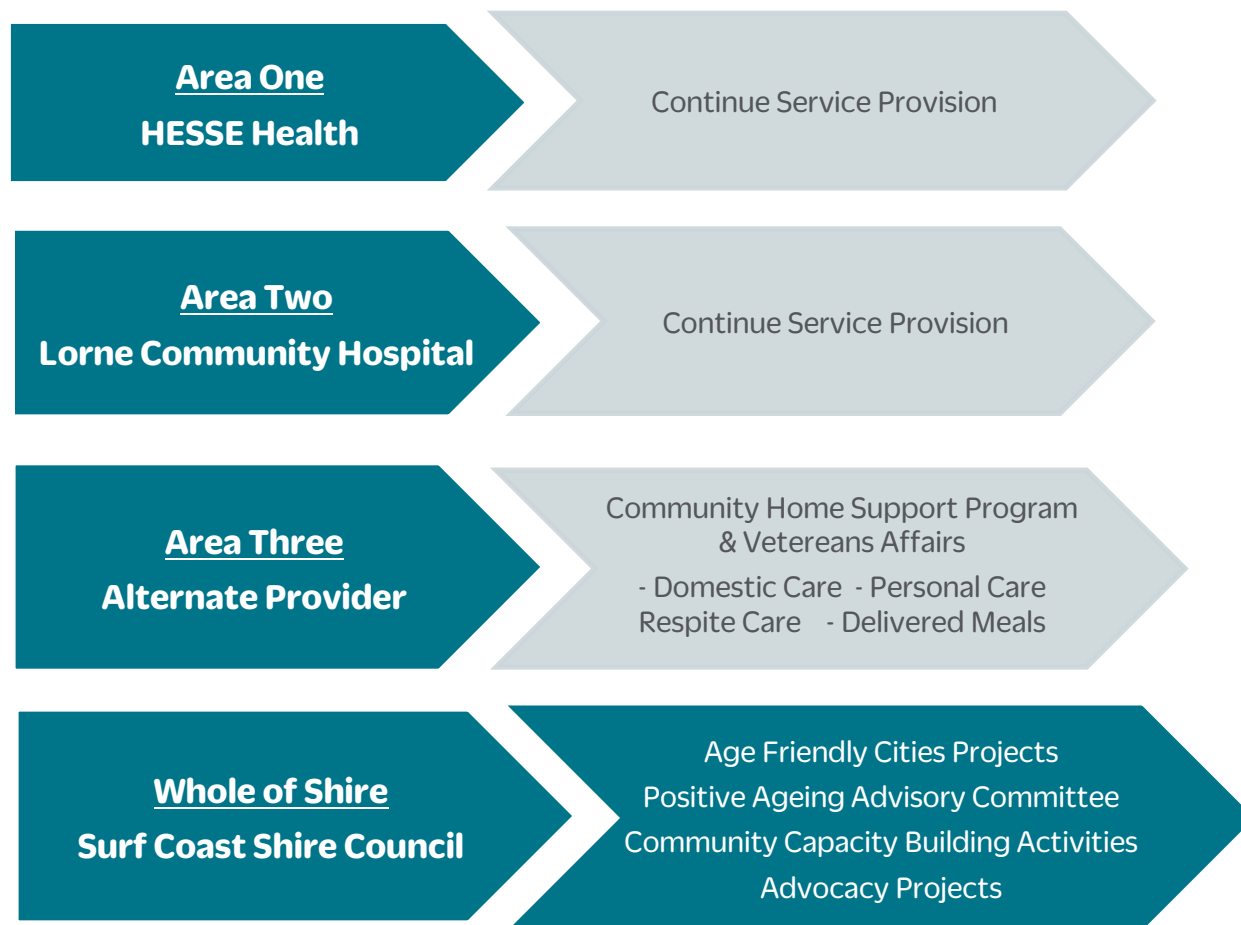 Area One
HESSE Health
Continue Service Provision
Area Two
Lorne Community Hospital
Continue Service Provision
Area Three
Alternate Provider
Community Home Support Program
& Vetereans Affairs
- Domestic Care - Personal Care
Respite Care - Delivered Meals
Whole of Shire
Surf Coast Shire Council
Age Friendly Cities Projects
Positive Ageing Advisory Committee
Community Capacity Building Activities
Advocacy Projects